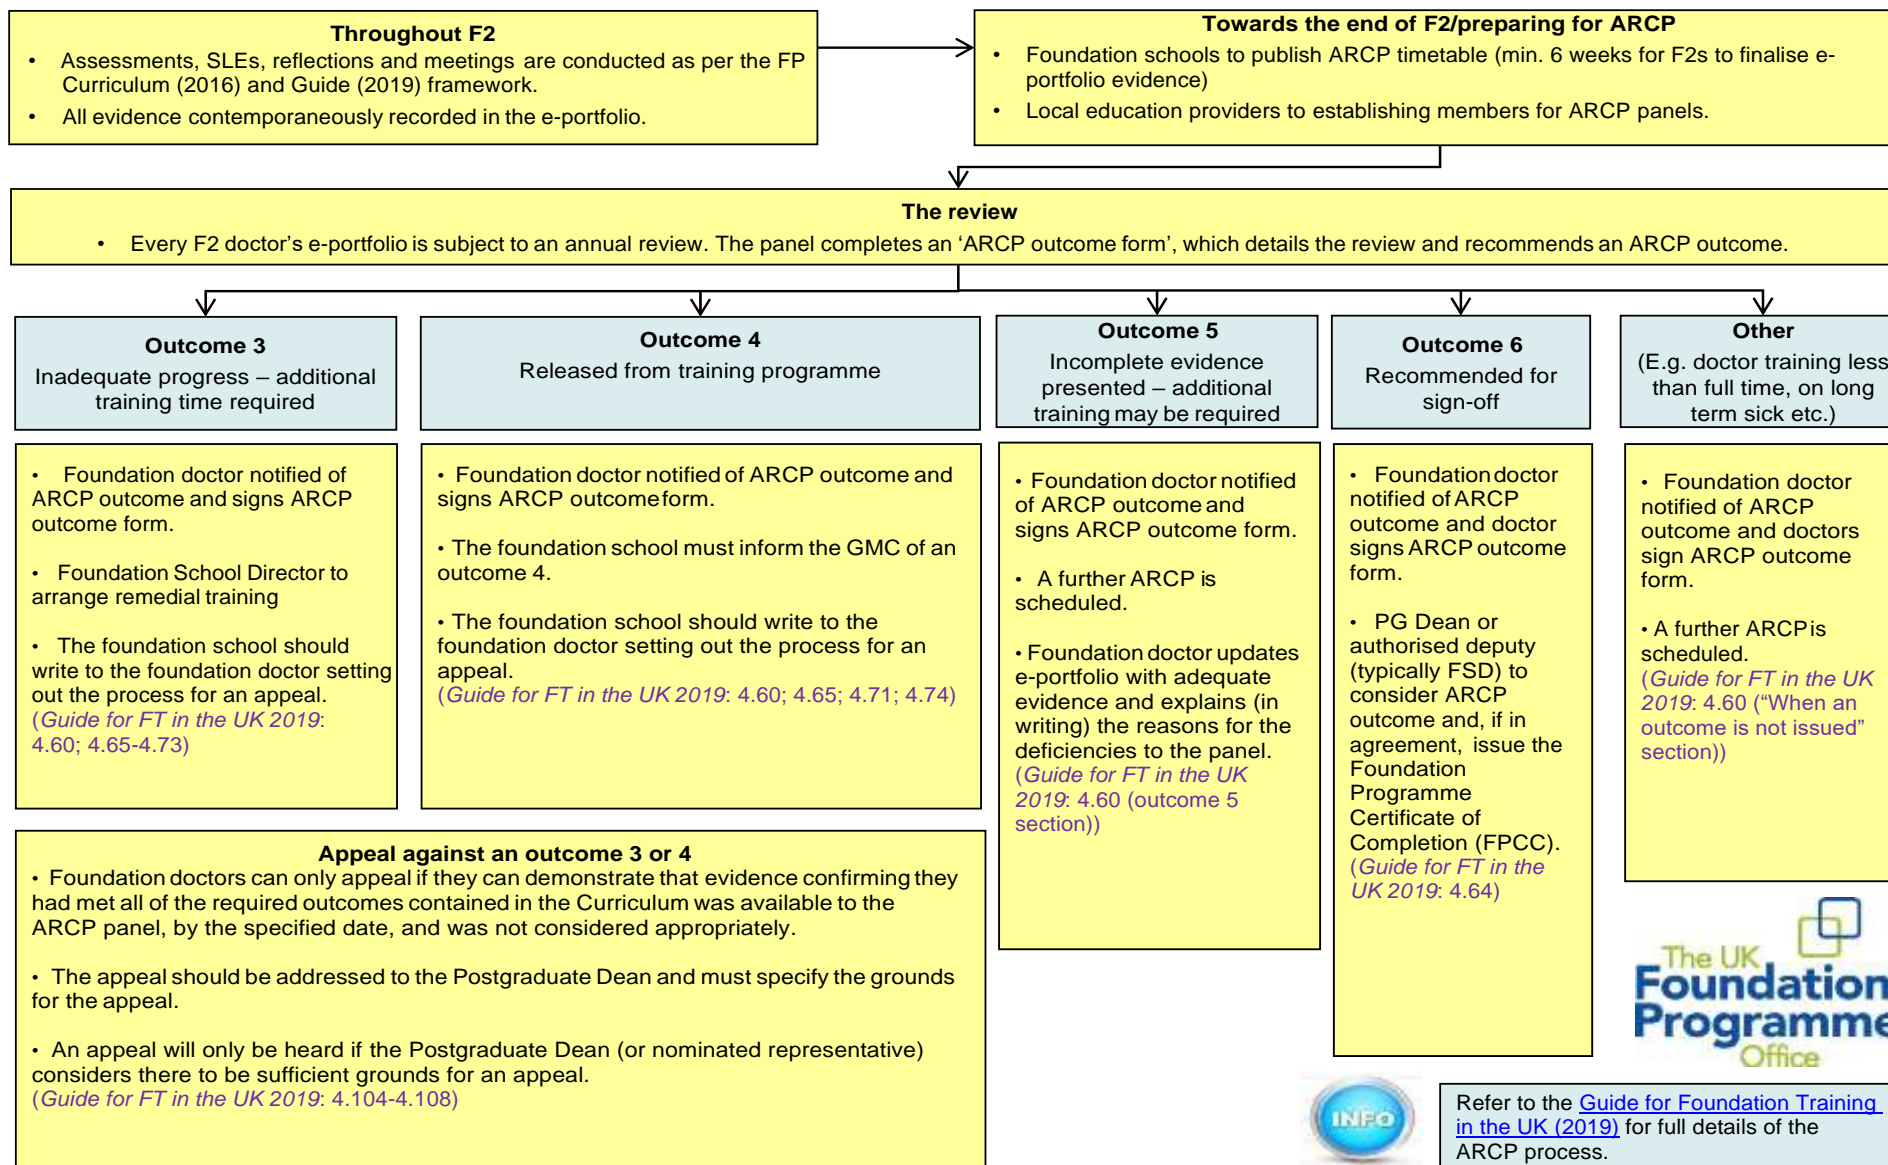 Throughout F2
• Assessments, SLEs, reflections and meetings are conducted as per the FP
Curriculum (2016) and Guide (2019) framework.
• All evidence contemporaneously recorded in the e-portfolio.
Towards the end of F2/preparing for ARCP
• Foundation schools to publish ARCP timetable (min. 6 weeks for F2s to finalise e-
portfolio evidence)
• Local education providers to establishing members for ARCP panels.
The review
• Every F2 doctor’s e-portfolio is subject to an annual review. The panel completes an ‘ARCP outcome form’, which details the review and recommends an ARCP outcome.
Outcome 3
Inadequate progress – additional
training time required
Outcome 4
Released from training programme
Outcome 5
Incomplete evidence
presented – additional
training may be required
Outcome 6
Recommended for
sign-off
Other
(E.g. doctor training less
than full time, on long
term sick etc.)
• Foundation doctor notified of
ARCP outcome and signs ARCP
outcome form.
• Foundation School Director to
arrange remedial training
• The foundation school should
write to the foundation doctor setting
out the process for an appeal.
(Guide for FT in the UK 2019:
4.60; 4.65-4.73)
• Foundation doctor notified of ARCP outcome and
signs ARCP outcome form.
• The foundation school must inform the GMC of an
outcome 4.
• The foundation school should write to the
foundation doctor setting out the process for an
appeal.
(Guide for FT in the UK 2019: 4.60; 4.65; 4.71; 4.74)
• Foundation doctor notified
of ARCP outcome and
signs ARCP outcome form.
• A further ARCP is
scheduled.
• Foundation doctor updates
e-portfolio with adequate
evidence and explains (in
writing) the reasons for the
deficiencies to the panel.
(Guide for FT in the UK
2019: 4.60 (outcome 5
section))
• Foundation doctor
notified of ARCP
outcome and doctor
signs ARCP outcome
form.
• PG Dean or
authorised deputy
(typically FSD) to
consider ARCP
outcome and, if in
agreement, issue the
Foundation
Programme
Certificate of
Completion (FPCC).
(Guide for FT in the
UK 2019: 4.64)
• Foundation doctor
notified of ARCP
outcome and doctors
sign ARCP outcome
form.
• A further ARCP is
scheduled.
(Guide for FT in the UK
2019: 4.60 (“When an
outcome is not issued”
section))
Appeal against an outcome 3 or 4
• Foundation doctors can only appeal if they can demonstrate that evidence confirming they
had met all of the required outcomes contained in the Curriculum was available to the
ARCP panel, by the specified date, and was not considered appropriately.
• The appeal should be addressed to the Postgraduate Dean and must specify the grounds
for the appeal.
• An appeal will only be heard if the Postgraduate Dean (or nominated representative)
considers there to be sufficient grounds for an appeal.
(Guide for FT in the UK 2019: 4.104-4.108)
The UK
Foundation
Programme
Office
INFO
Refer to the Guide for Foundation Training
in the UK (2019) for full details of the
ARCP process.